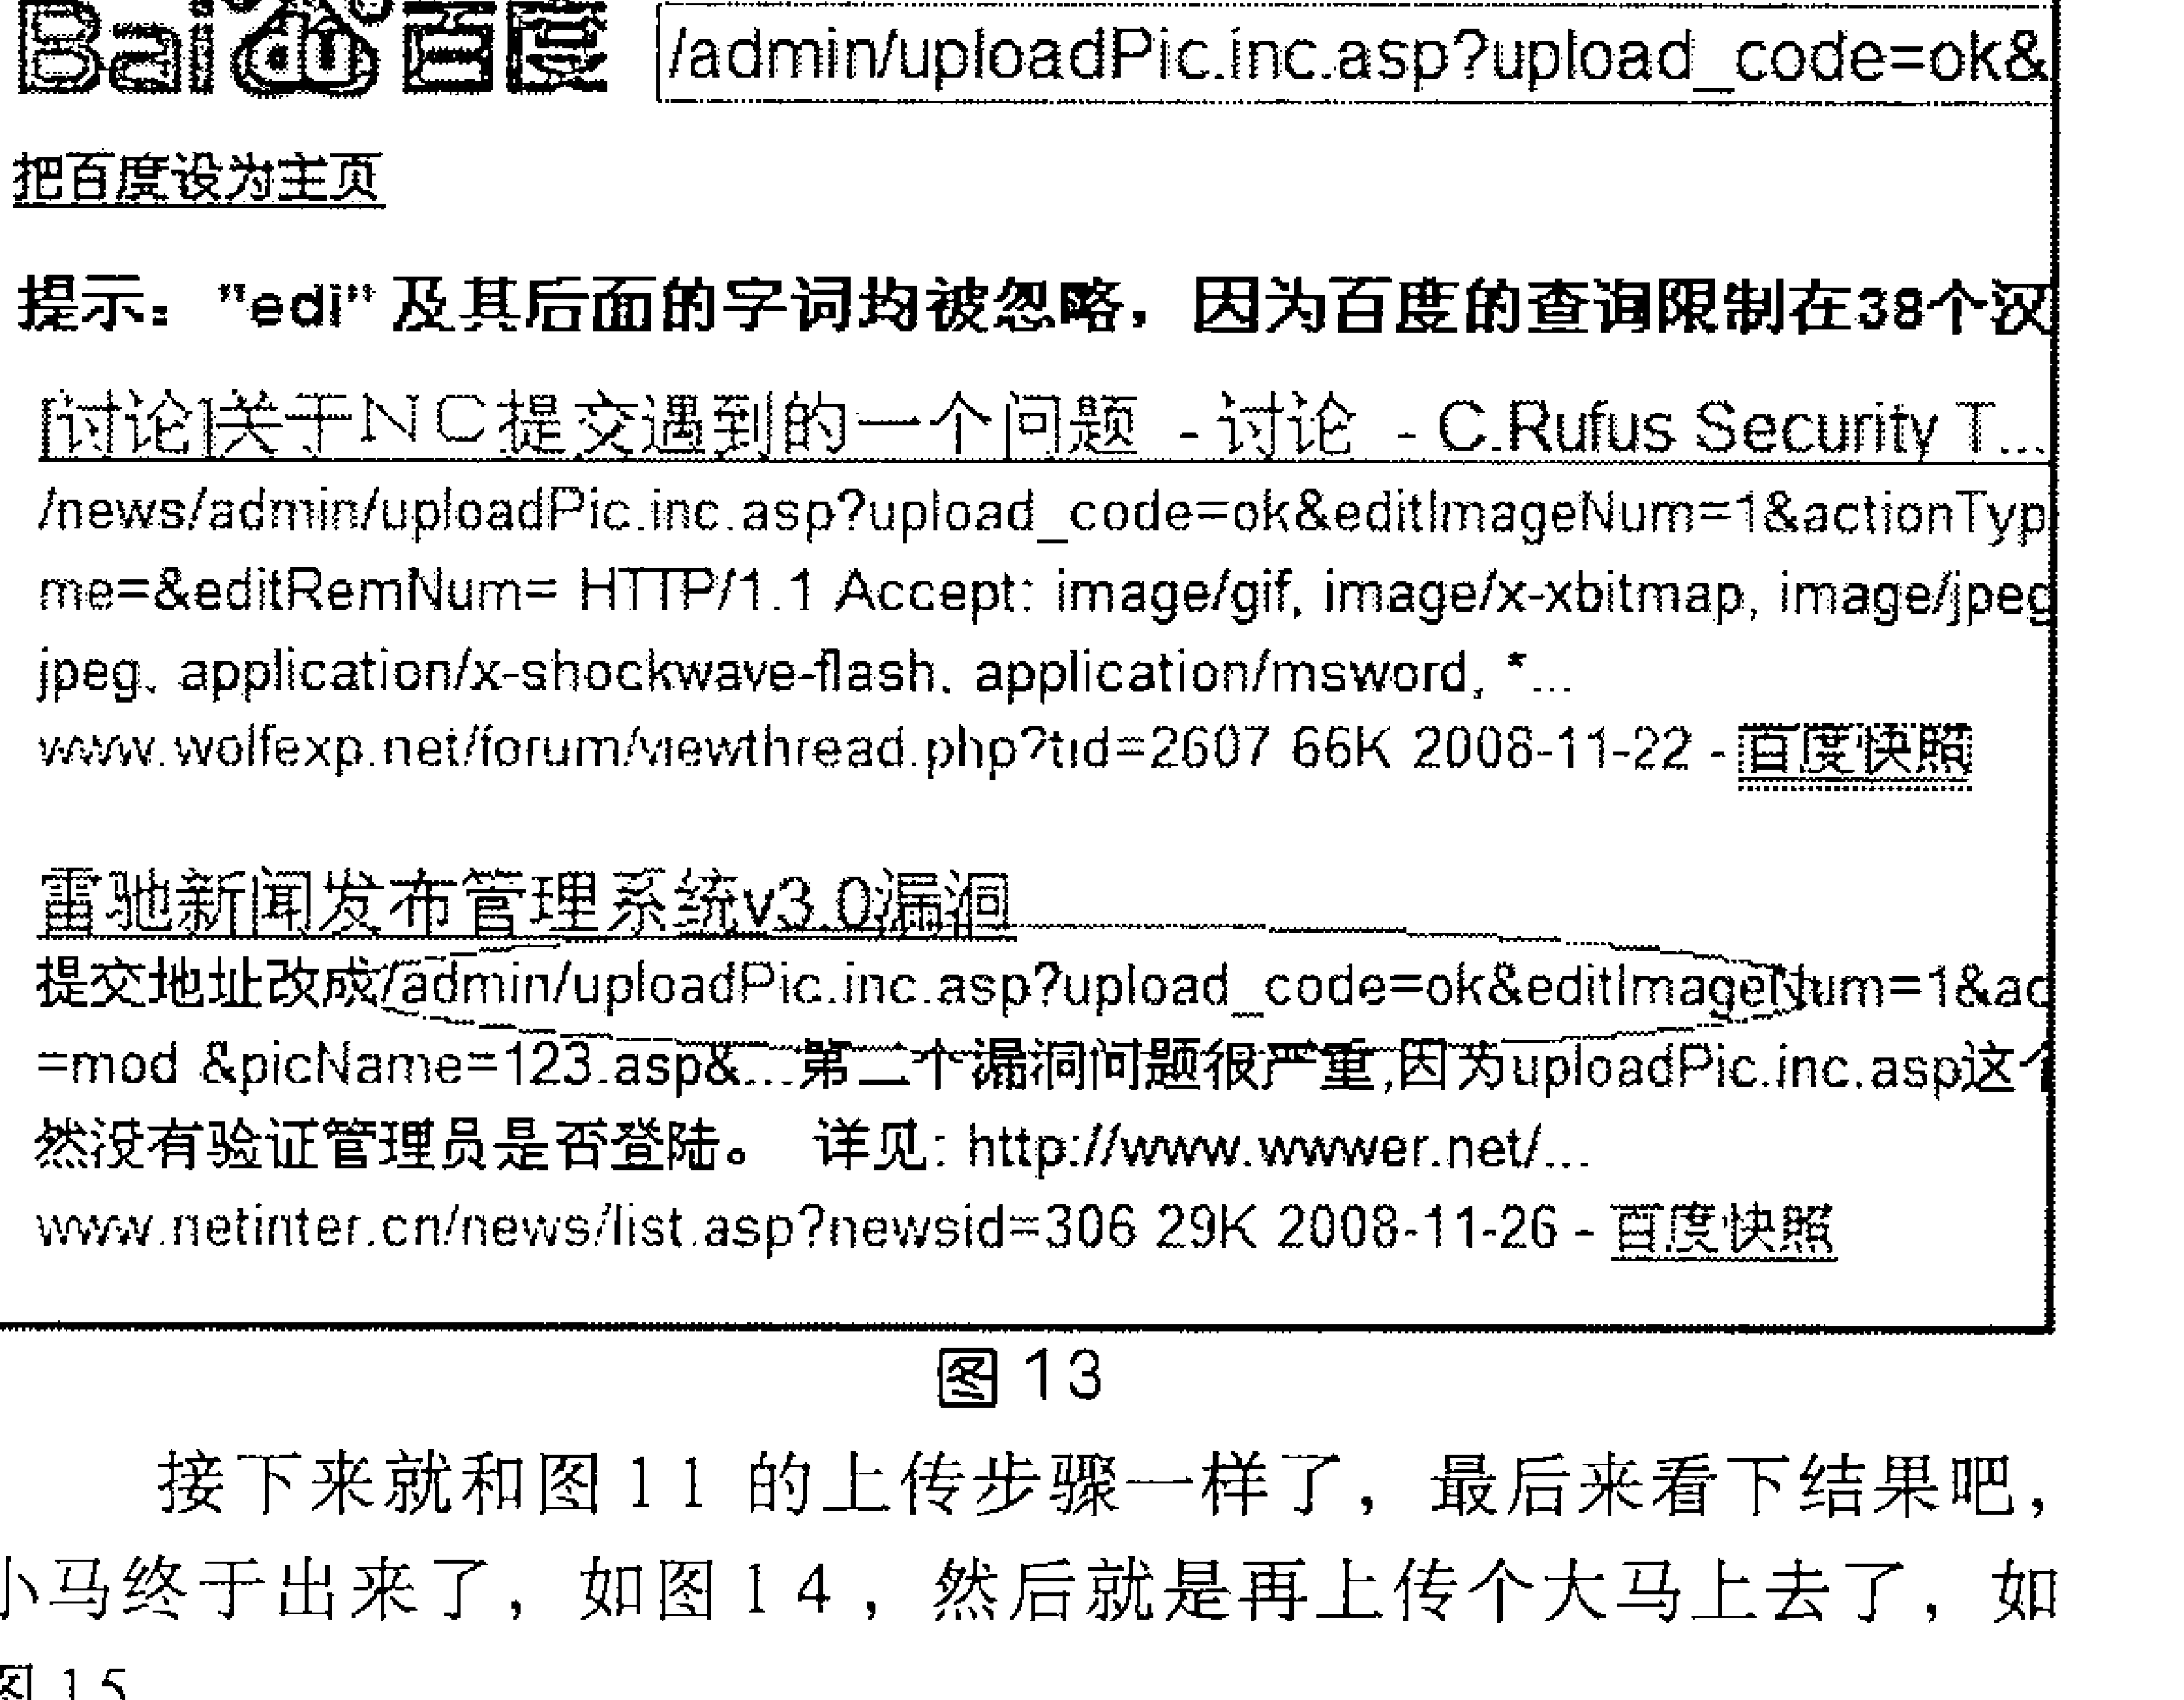 Bai百度 /admin/uploadPic.inc.asp?upload_code=ok&
把百度设为主页
提示："edi" 及其后面的字词均被忽略，因为百度的查询限制在38个汉
[讨论]关于NC提交遇到的一个问题 - 讨论 - C.Rufus Security T...
/news/admin/uploadPic.inc.asp?upload_code=ok&editImageNum=1&actionTyp
me=&editRemNum= HTTP/1.1 Accept: image/gif, image/x-xbitmap, image/jpeg
jpeg, application/x-shockwave-flash, application/msword, *...
www.wolfexp.net/forum/viewthread.php?tid=2607 66K 2008-11-22 - 百度快照
雷驰新闻发布管理系统v3.0漏洞
提交地址改成/admin/uploadPic.inc.asp?upload_code=ok&editImageNum=1&ac
=mod &picName=123.asp&...第二个漏洞问题很严重,因为uploadPic.inc.asp这个
然没有验证管理员是否登陆。 详见: http://www.wwwer.net/...
www.netinter.cn/news/list.asp?newsid=306 29K 2008-11-26 - 百度快照
图 13
接下来就和图11 的上传步骤一样了，最后来看下结果吧，
小马终于出来了，如图14，然后就是再上传个大马上去了，如
图15